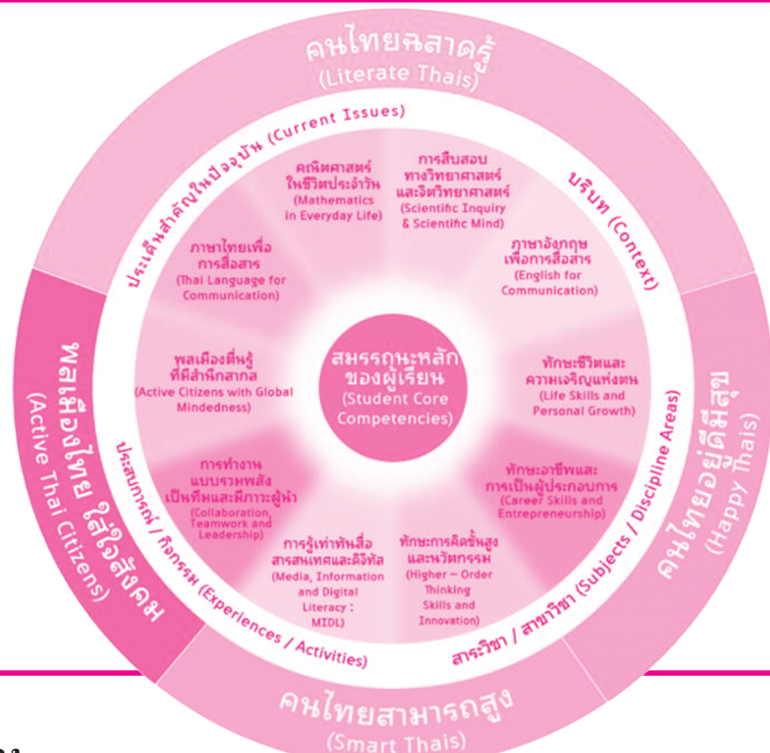 คนไทยฉลาดรู้
(Literate Thais)
ประเด็นสำคัญในปัจจุบัน (Current Issues)
บริบท (Context)
คณิตศาสตร์
ในชีวิตประจำวัน
(Mathematics
in Everyday Life)
การสืบสอบ
ทางวิทยาศาสตร์
และจิตวิทยาศาสตร์
(Scientific Inquiry
& Scientific Mind)
ภาษาไทยเพื่อ
การสื่อสาร
(Thai Language for
Communication)
ภาษาอังกฤษ
เพื่อการสื่อสาร
(English for
Communication)
พลเมืองตื่นรู้
ที่มีสำนึกสากล
(Active Citizens with Global
Mindedness)
สมรรถนะหลัก
ของผู้เรียน
(Student Core
Competencies)
ทักษะชีวิตและ
ความเจริญแห่งตน
(Life Skills and
Personal Growth)
การทำงาน
แบบรวมพลัง
เป็นทีมและมีภาวะผู้นำ
(Collaboration,
Teamwork and
Leadership)
ทักษะอาชีพและ
การเป็นผู้ประกอบการ
(Career Skills and
Entrepreneurship)
การรู้เท่าทันสื่อ
สารสนเทศและดิจิทัล
(Media, Information
and Digital
Literacy :
MIDL)
ทักษะการคิดขั้นสูง
และนวัตกรรม
(Higher – Order
Thinking
Skills and
Innovation)
ประสบการณ์ / กิจกรรม (Experiences / Activities)
สาระวิชา / สาขาวิชา (Subjects / Discipline Areas)
พลเมืองไทย ใส่ใจสังคม
(Active Thai Citizens)
คนไทยอยู่ดีมีสุข
(Happy Thais)
คนไทยสามารถสูง
(Smart Thais)